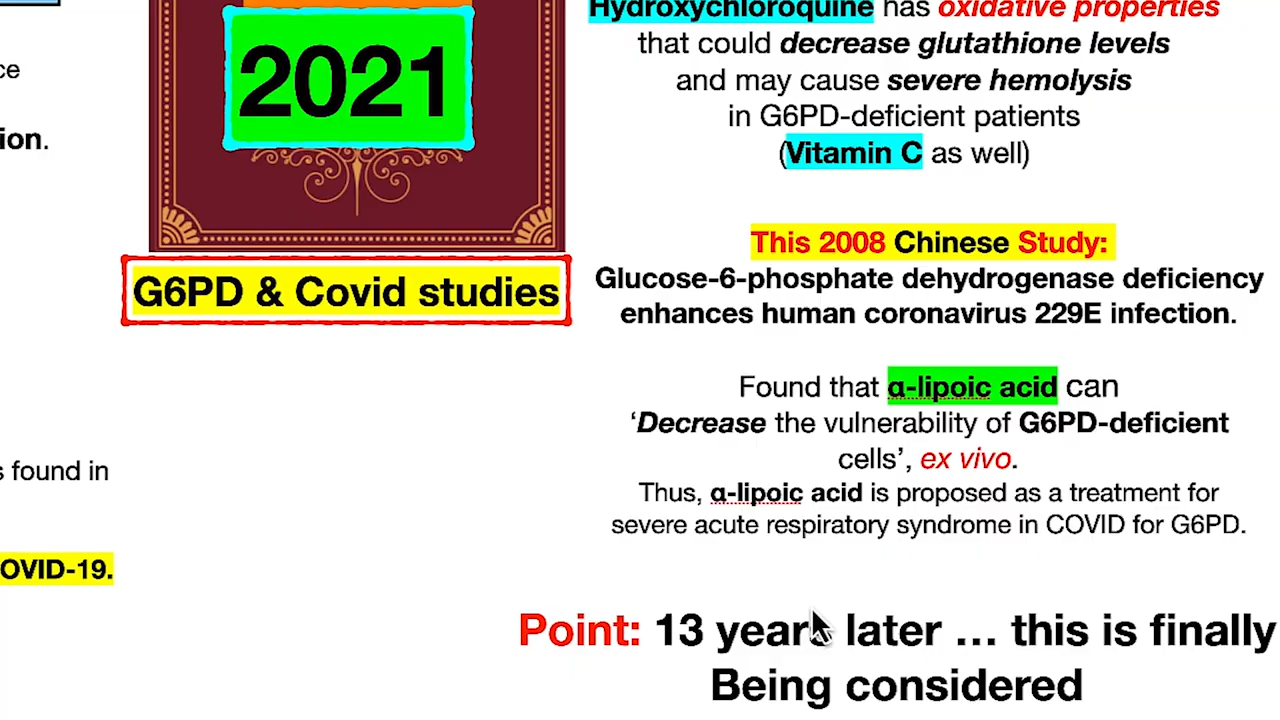 ce
ion.
s found in
OVID-19.
2021
G6PD & Covid studies
Hydroxychloroquine has oxidative properties
that could decrease glutathione levels
and may cause severe hemolysis
in G6PD-deficient patients
(Vitamin C as well)
This 2008 Chinese Study:
Glucose-6-phosphate dehydrogenase deficiency
enhances human coronavirus 229E infection.
Found that α-lipoic acid can
‘Decrease the vulnerability of G6PD-deficient
cells’, ex vivo.
Thus, α-lipoic acid is proposed as a treatment for
severe acute respiratory syndrome in COVID for G6PD.
Point: 13 years later … this is finally
Being considered